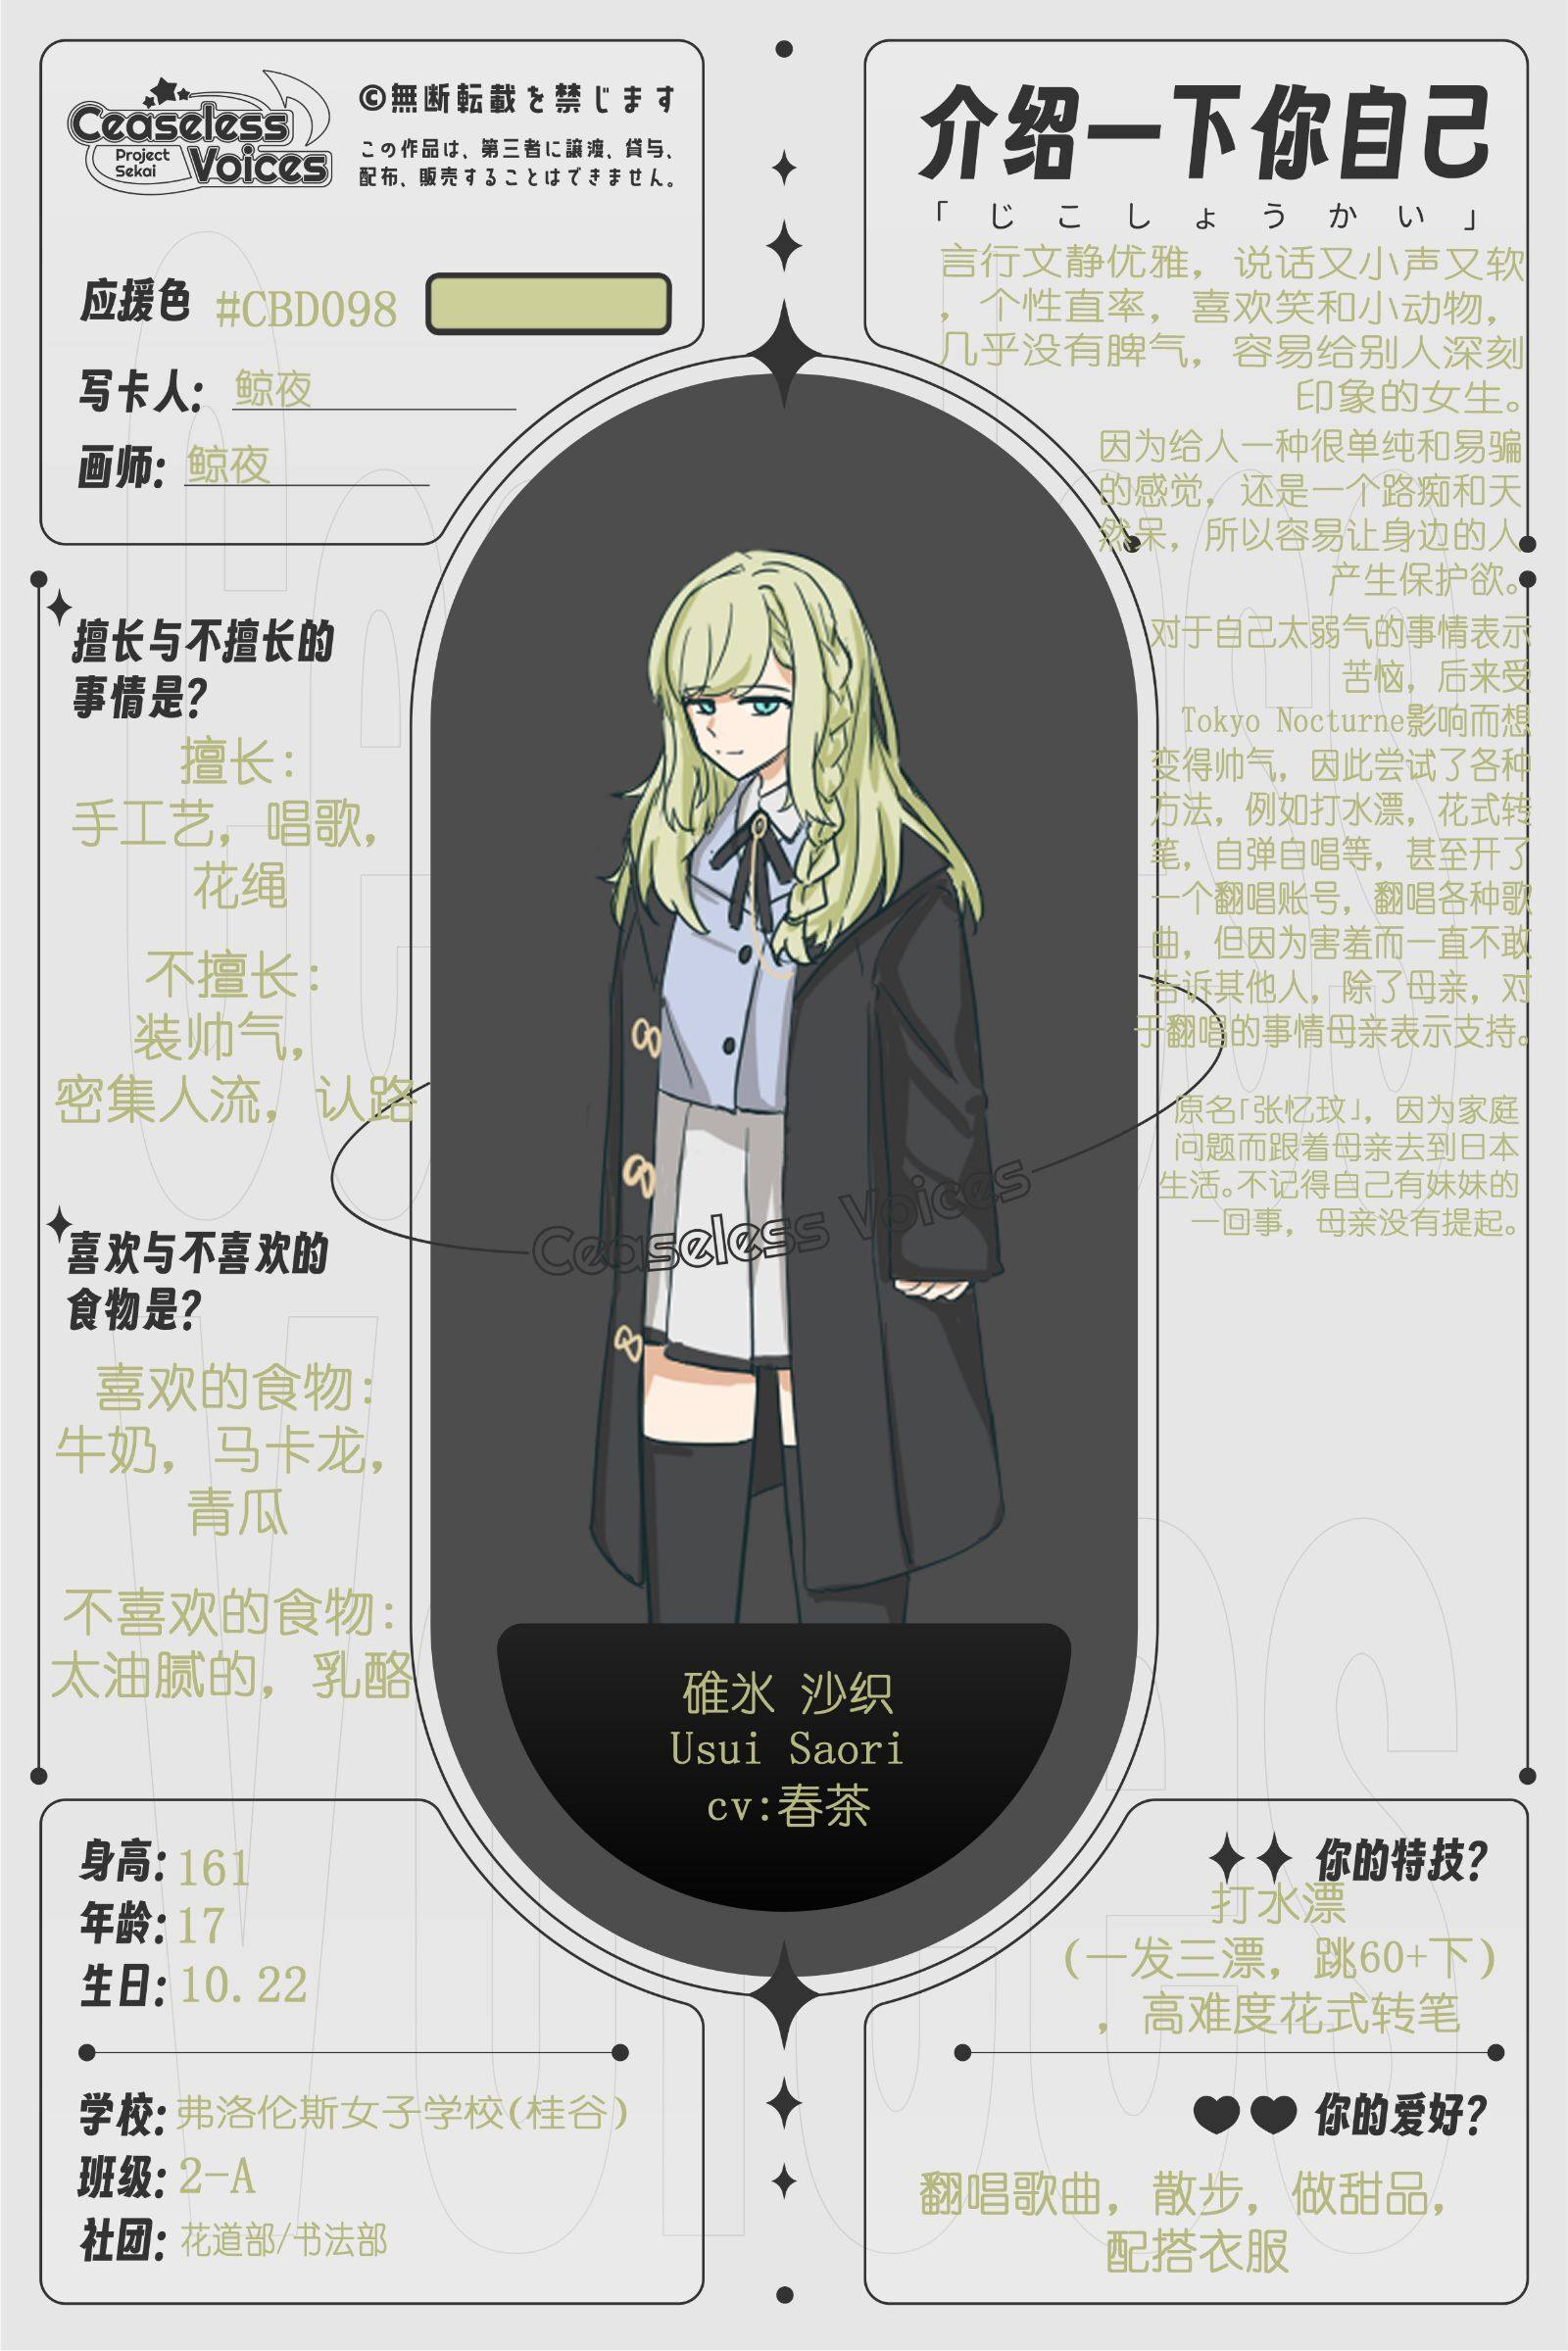 Ceaseless
Voices
Project
Sekai
©無断転載を禁じます
この作品は、第三者に譲渡、貸与、
配布、販売することはできません。
应援色 #CBD098
写卡人: 鲸夜
画师: 鲸夜
介绍一下你自己
「じこしょうかい」
言行文静优雅，说话又小声又软
，个性直率，喜欢笑和小动物，
几乎没有脾气，容易给别人深刻
印象的女生。
因为给人一种很单纯和易骗
的感觉，还是一个路痴和天
然呆，所以容易让身边的人
产生保护欲。
对于自己太弱气的事情表示
苦恼，后来受
Tokyo Nocturne影响而想
变得帅气，因此尝试了各种
方法，例如打水漂，花式转
笔，自弹自唱等，甚至开了
一个翻唱账号，翻唱各种歌
曲，但因为害羞而一直不敢
告诉其他人，除了母亲，对
于翻唱的事情母亲表示支持。
原名「张忆玟」，因为家庭
问题而跟着母亲去到日本
生活。不记得自己有妹妹的
一回事，母亲没有提起。
擅长与不擅长的
事情是？
擅长：
手工艺，唱歌，
花绳
不擅长：
装帅气，
密集人流，认路
喜欢与不喜欢的
食物是？
喜欢的食物：
牛奶，马卡龙，
青瓜
不喜欢的食物：
太油腻的，乳酪
Ceaseless Voices
碓氷 沙织
Usui Saori
cv:春茶
身高: 161
年龄: 17
生日: 10.22
学校: 弗洛伦斯女子学校(桂谷)
班级: 2-A
社团: 花道部/书法部
你的特技？
打水漂
(一发三漂，跳60+下)
，高难度花式转笔
你的爱好？
翻唱歌曲，散步，做甜品，
配搭衣服